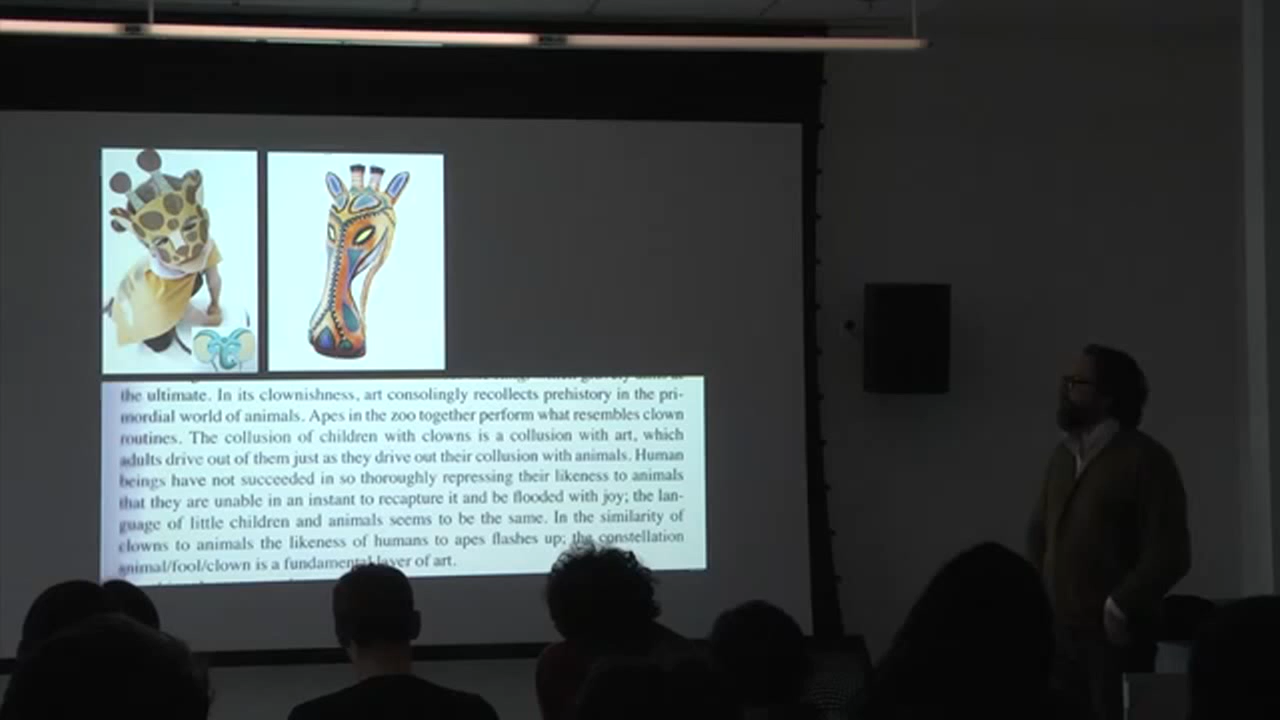 the ultimate. In its clownishness, art consolingly recollects prehistory in the pri-
mordial world of animals. Apes in the zoo together perform what resembles clown
routines. The collusion of children with clowns is a collusion with art, which
adults drive out of them just as they drive out their collusion with animals. Human
beings have not succeeded in so thoroughly repressing their likeness to animals
that they are unable in an instant to recapture it and be flooded with joy; the lan-
guage of little children and animals seems to be the same. In the similarity of
clowns to animals the likeness of humans to apes flashes up; the constellation
animal/fool/clown is a fundamental layer of art.